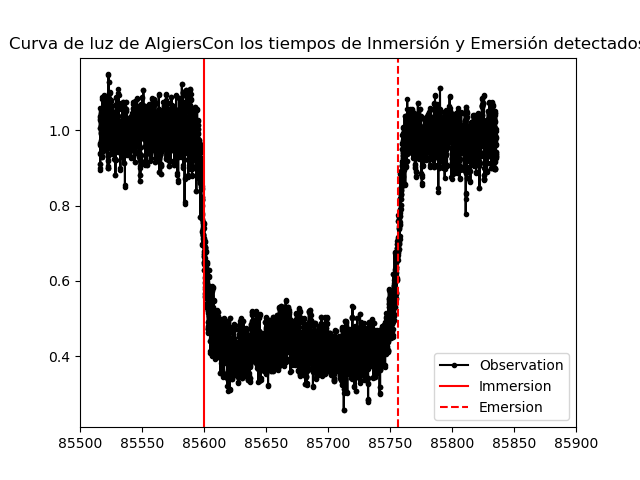 Curva de luz de AlgiersCon los tiempos de Inmersión y Emersión detectados
1.0
0.8
0.6
0.4
Observation
Immersion
Emersion
85500 85550 85600 85650 85700 85750 85800 85850 85900